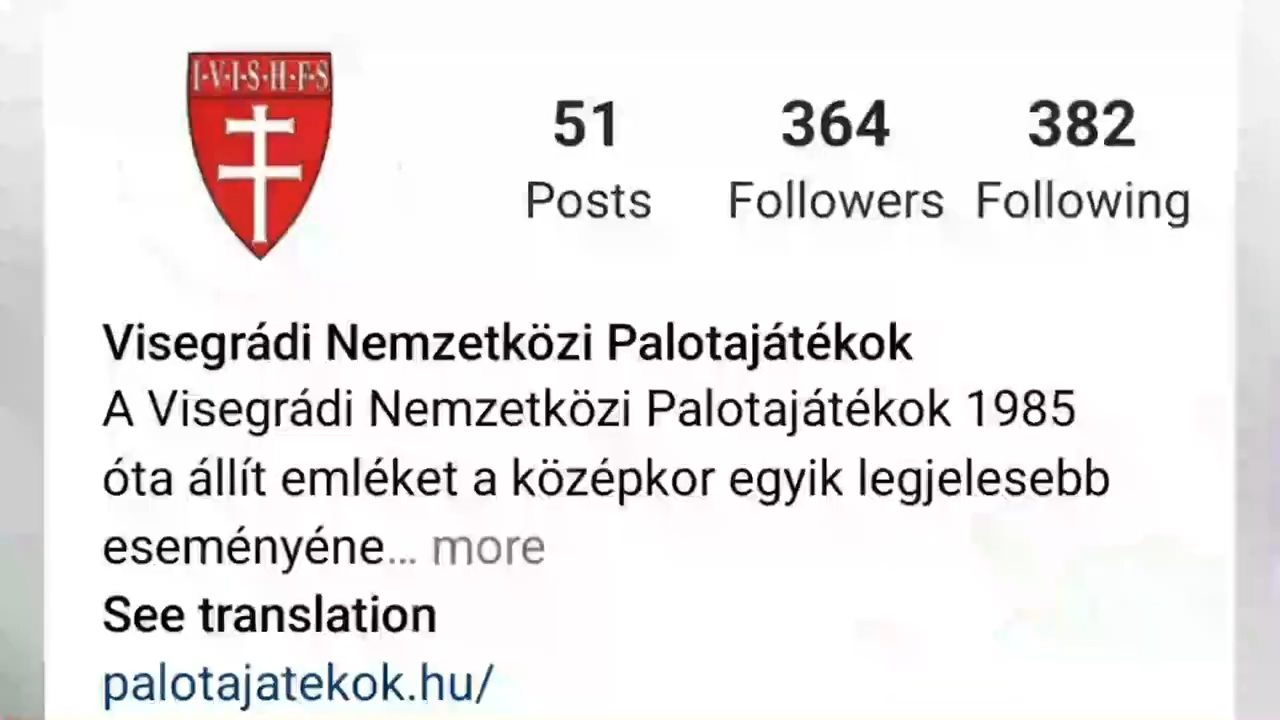 I·V·I·S·H·F·S
51 364 382
Posts Followers Following
Visegrádi Nemzetközi Palotajátékok
A Visegrádi Nemzetközi Palotajátékok 1985
óta állít emléket a középkor egyik legjelesebb
eseményéne... more
See translation
palotajatekok.hu/